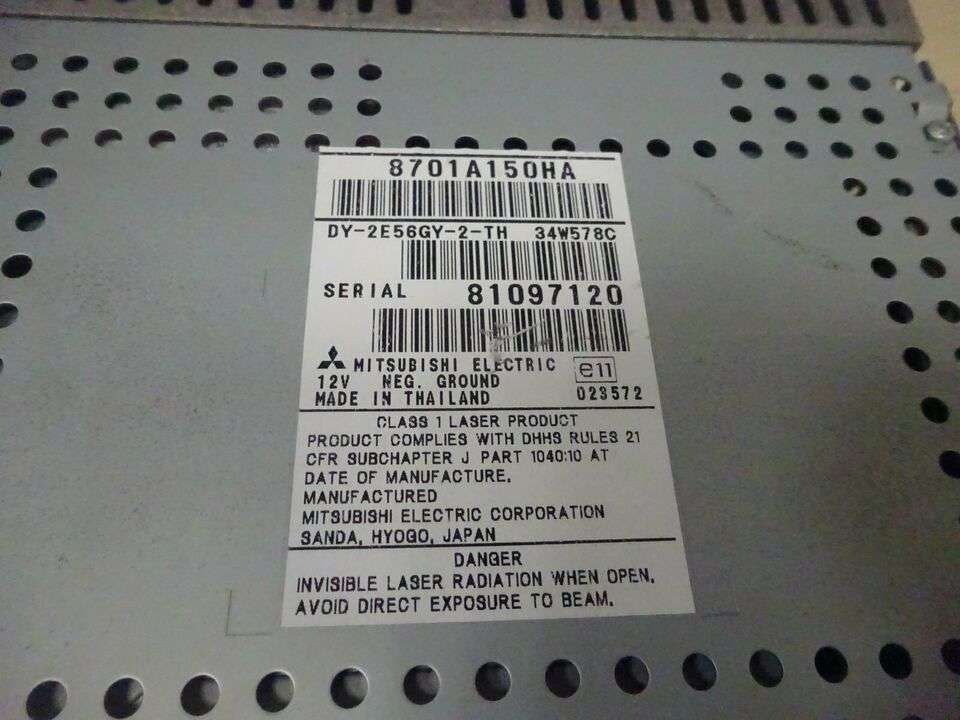 8701A150HA
DY-2E56GY-2-TH 34W578C
SERIAL 81097120
MITSUBISHI ELECTRIC e11
12V NEG. GROUND
MADE IN THAILAND 023572
CLASS 1 LASER PRODUCT
PRODUCT COMPLIES WITH DHHS RULES 21
CFR SUBCHAPTER J PART 1040:10 AT
DATE OF MANUFACTURE.
MANUFACTURED
MITSUBISHI ELECTRIC CORPORATION
SANDA, HYOGO, JAPAN
DANGER
INVISIBLE LASER RADIATION WHEN OPEN.
AVOID DIRECT EXPOSURE TO BEAM.